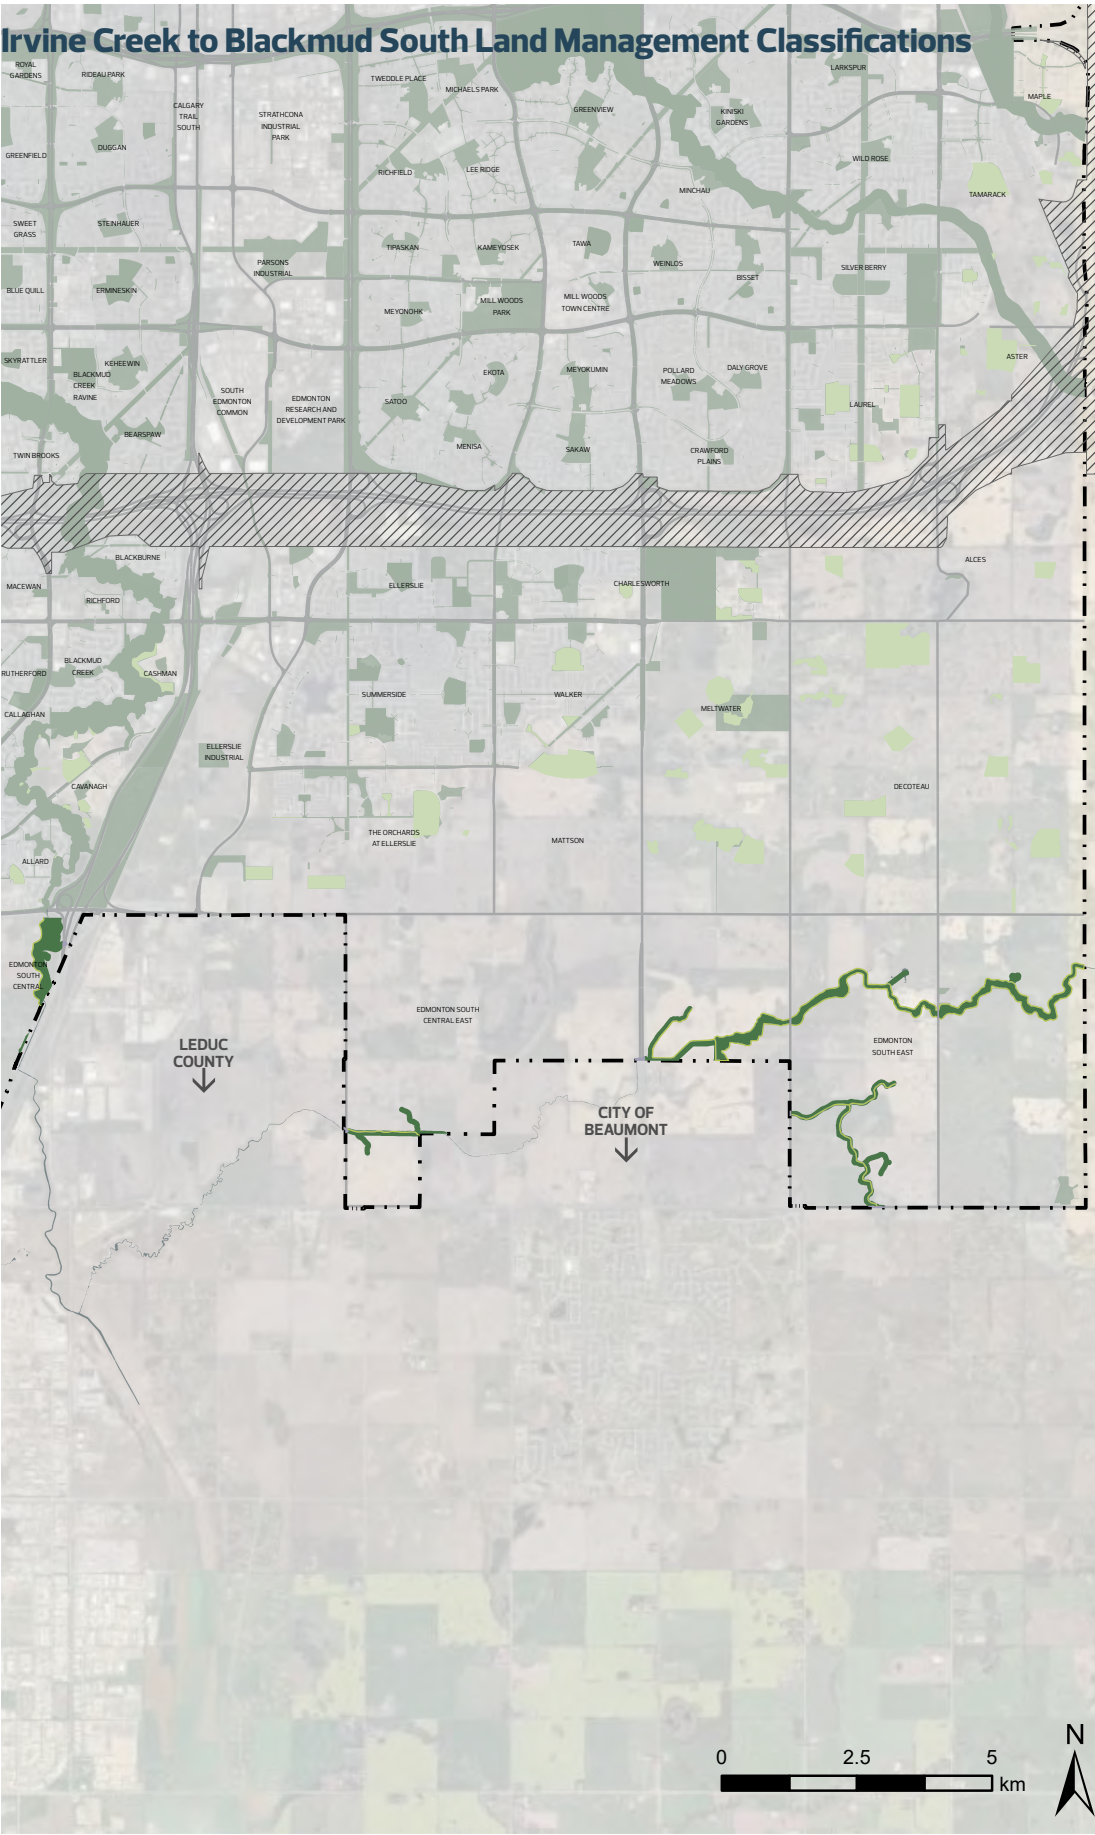 Irvine Creek to Blackmud South Land Management Classifications
ROYAL
GARDENS
RIDEAU PARK
TWEDDLE PLACE
MICHAELS PARK
LARKSPUR
MAPLE
CALGARY
TRAIL
SOUTH
STRATHCONA
INDUSTRIAL
PARK
GREENVIEW
KINISKI
GARDENS
GREENFIELD
DUGGAN
RICHFIELD
LEE RIDGE
MINCHAU
WILD ROSE
TAMARACK
SWEET
GRASS
STEINHAUER
PARSONS
INDUSTRIAL
TIPASKAN
KAMEYOSEK
TAWA
WEINLOS
BISSET
SILVER BERRY
BLUE QUILL
ERMINESKIN
MEYONOHK
MILL WOODS
PARK
MILL WOODS
TOWN CENTRE
SKYRATTLER
KEHEEWIN
BLACKMUD
CREEK
RAVINE
SOUTH
EDMONTON
COMMON
EDMONTON
RESEARCH AND
DEVELOPMENT PARK
EKOTA
MEYOKUMIN
POLLARD
MEADOWS
DALY GROVE
ASTER
SATOO
LAUREL
BEARSPAW
TWIN BROOKS
MENISA
SAKAW
CRAWFORD
PLAINS
BLACKBURNE
MACEWAN
RICHFORD
ELLERSLIE
CHARLESWORTH
ALCES
RUTHERFORD
BLACKMUD
CREEK
CASHMAN
SUMMERSIDE
WALKER
MELTWATER
CALLAGHAN
ELLERSLIE
INDUSTRIAL
CAVANAGH
DECOTEAU
THE ORCHARDS
AT ELLERSLIE
MATTSON
ALLARD
EDMONTON
SOUTH
CENTRAL
EDMONTON SOUTH
CENTRAL EAST
EDMONTON
SOUTH EAST
LEDUC
COUNTY
CITY OF
BEAUMONT
N
0 2.5 5
km